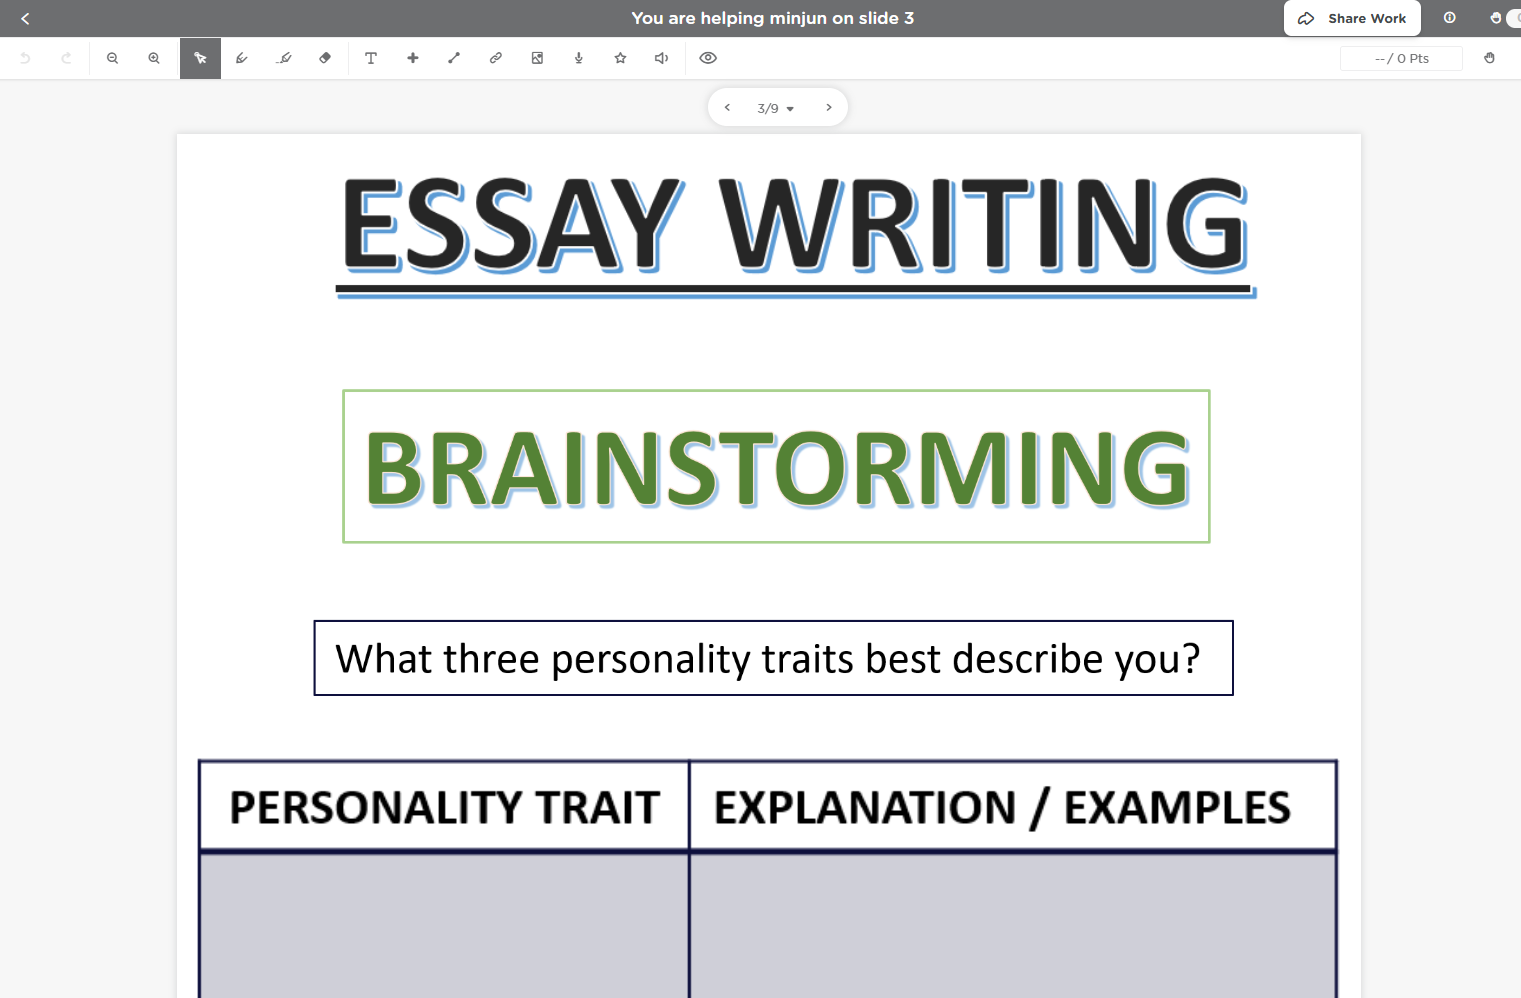 You are helping minjun on slide 3
Share Work
-- / 0 Pts
3/9
ESSAY WRITING
BRAINSTORMING
What three personality traits best describe you?
PERSONALITY TRAIT
EXPLANATION / EXAMPLES